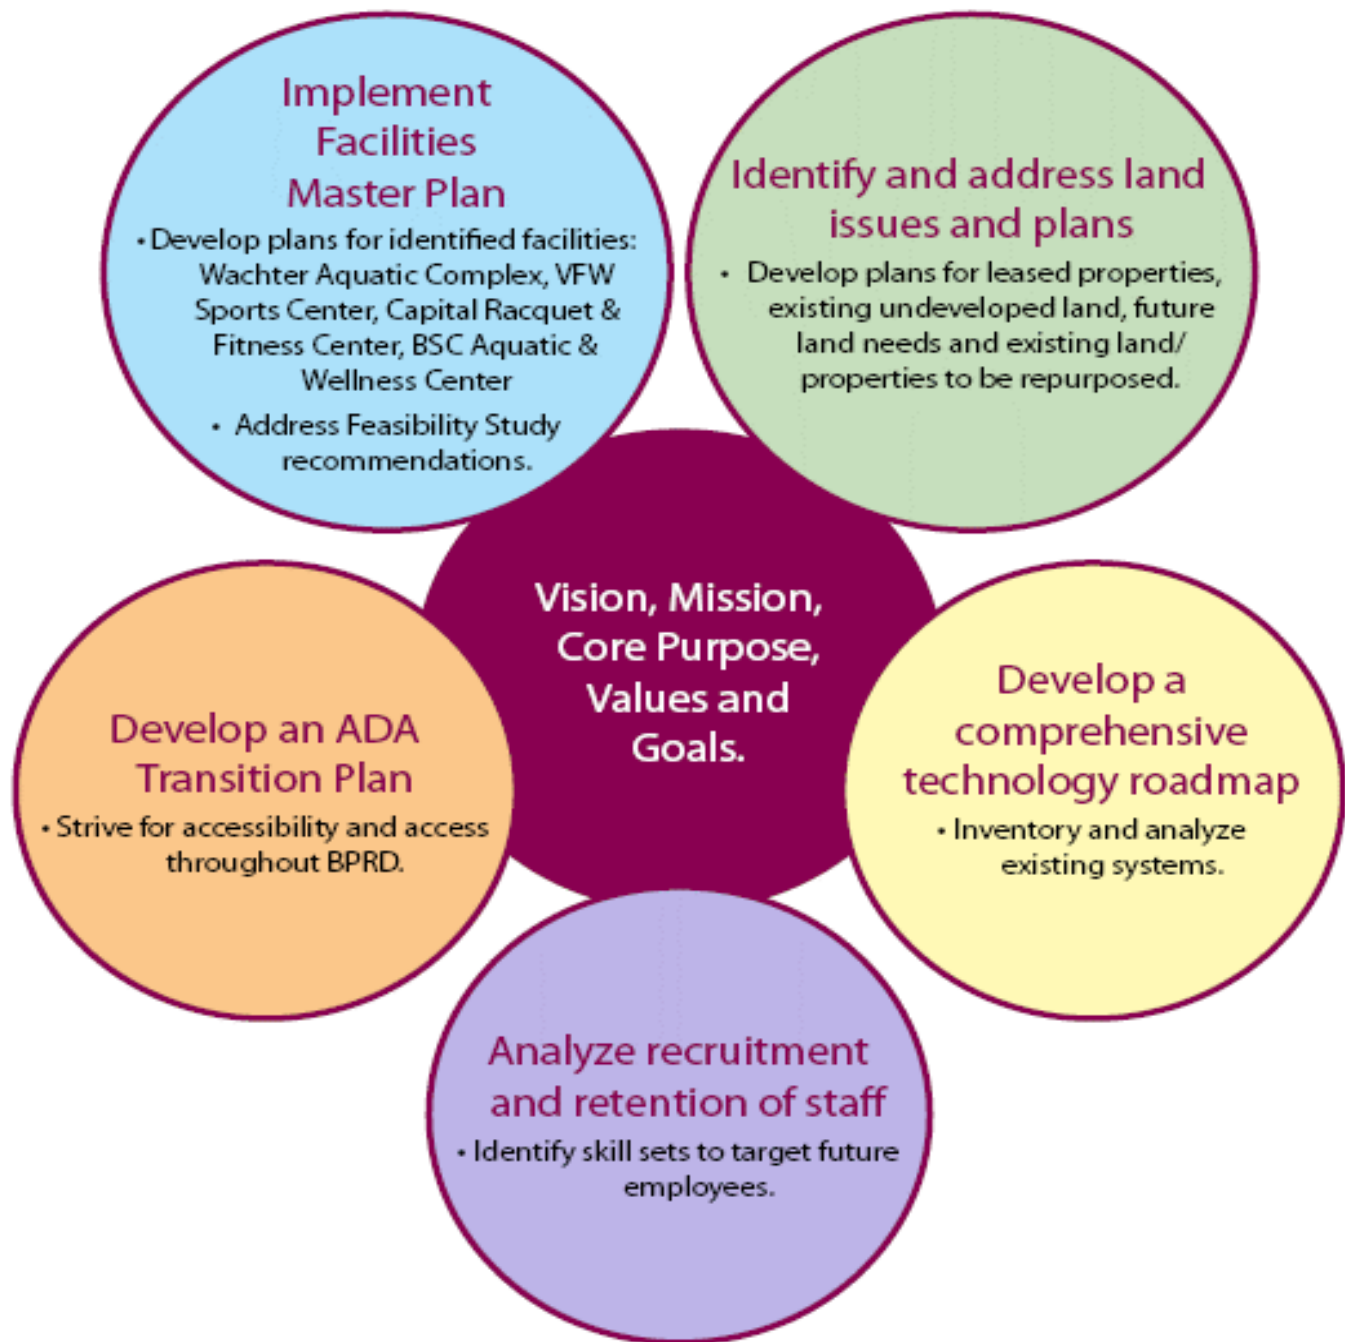 Implement
Facilities
Master Plan
• Develop plans for identified facilities:
Wachter Aquatic Complex, VFW
Sports Center, Capital Racquet &
Fitness Center, BSC Aquatic &
Wellness Center
• Address Feasibility Study
recommendations.
Identify and address land
issues and plans
• Develop plans for leased properties,
existing undeveloped land, future
land needs and existing land/
properties to be repurposed.
Vision, Mission,
Core Purpose,
Values and
Goals.
Develop an ADA
Transition Plan
• Strive for accessibility and access
throughout BPRD.
Develop a
comprehensive
technology roadmap
• Inventory and analyze
existing systems.
Analyze recruitment
and retention of staff
• Identify skill sets to target future
employees.